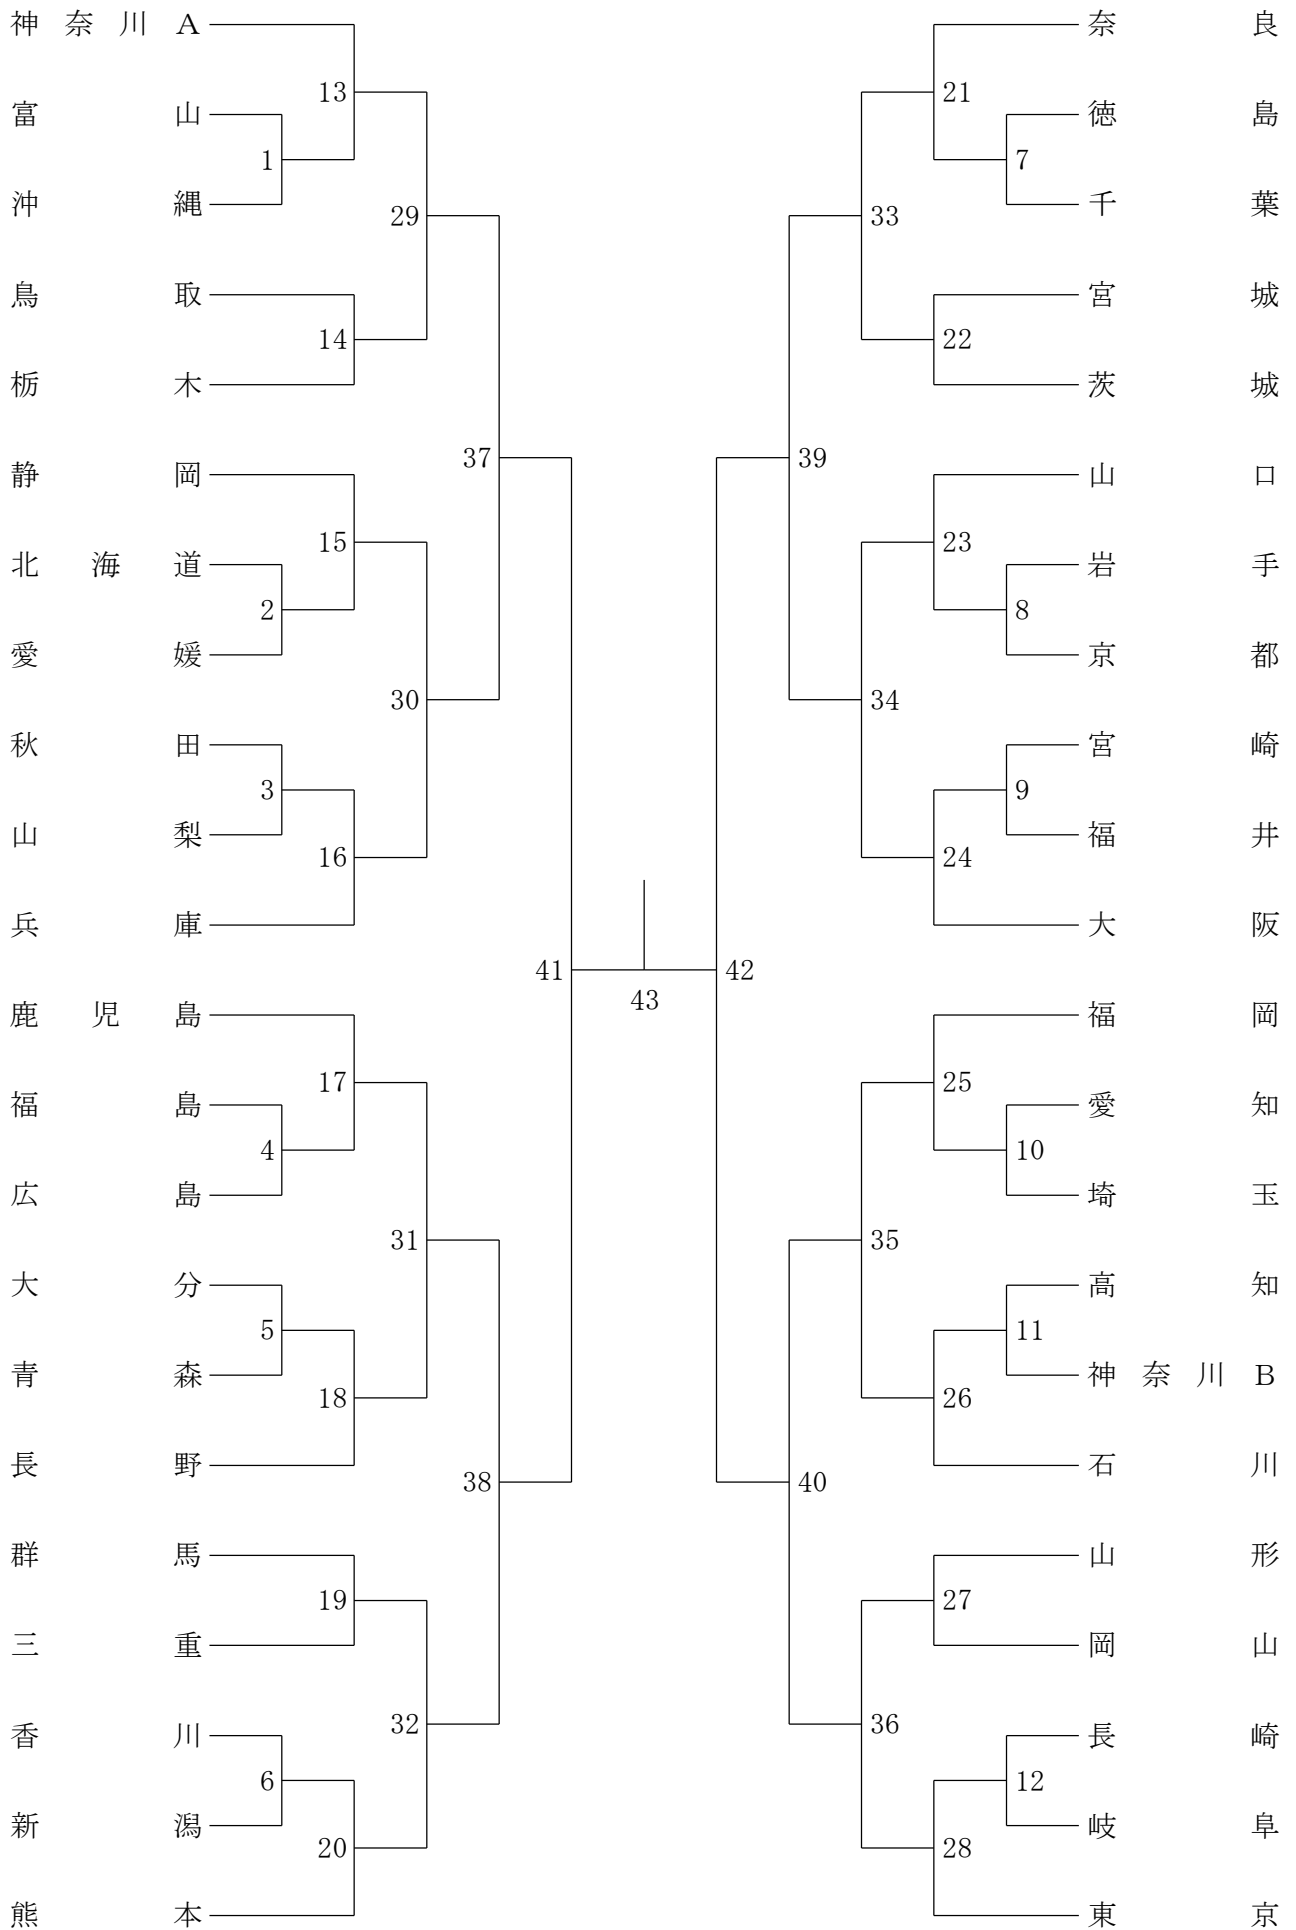 神奈川A
13
富山
1
沖縄
29
鳥取
14
栃木
37
静岡
15
北海道
2
愛媛
30
秋田
3
山梨
16
兵庫
41
鹿児島
17
福島
4
広島
31
大分
5
青森
18
長野
38
群馬
19
三重
32
香川
6
新潟
20
熊本
43
奈良
21
徳島
7
千葉
33
宮城
22
茨城
39
山口
23
岩手
8
京都
34
宮崎
9
福井
24
大阪
42
福岡
25
愛知
10
埼玉
35
高知
11
神奈川B
26
石川
40
山形
27
岡山
36
長崎
12
岐阜
28
東京